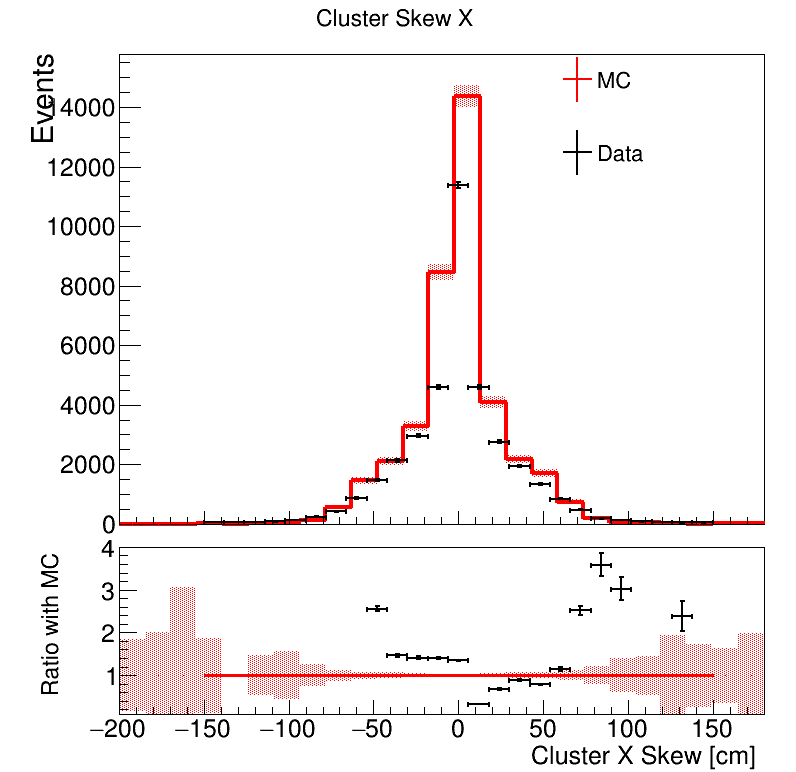 Cluster Skew X
Events
14000
12000
10000
8000
6000
4000
2000
0
MC
Data
Ratio with MC
4
3
2
1
−200 −150 −100 −50 0 50 100 150
Cluster X Skew [cm]